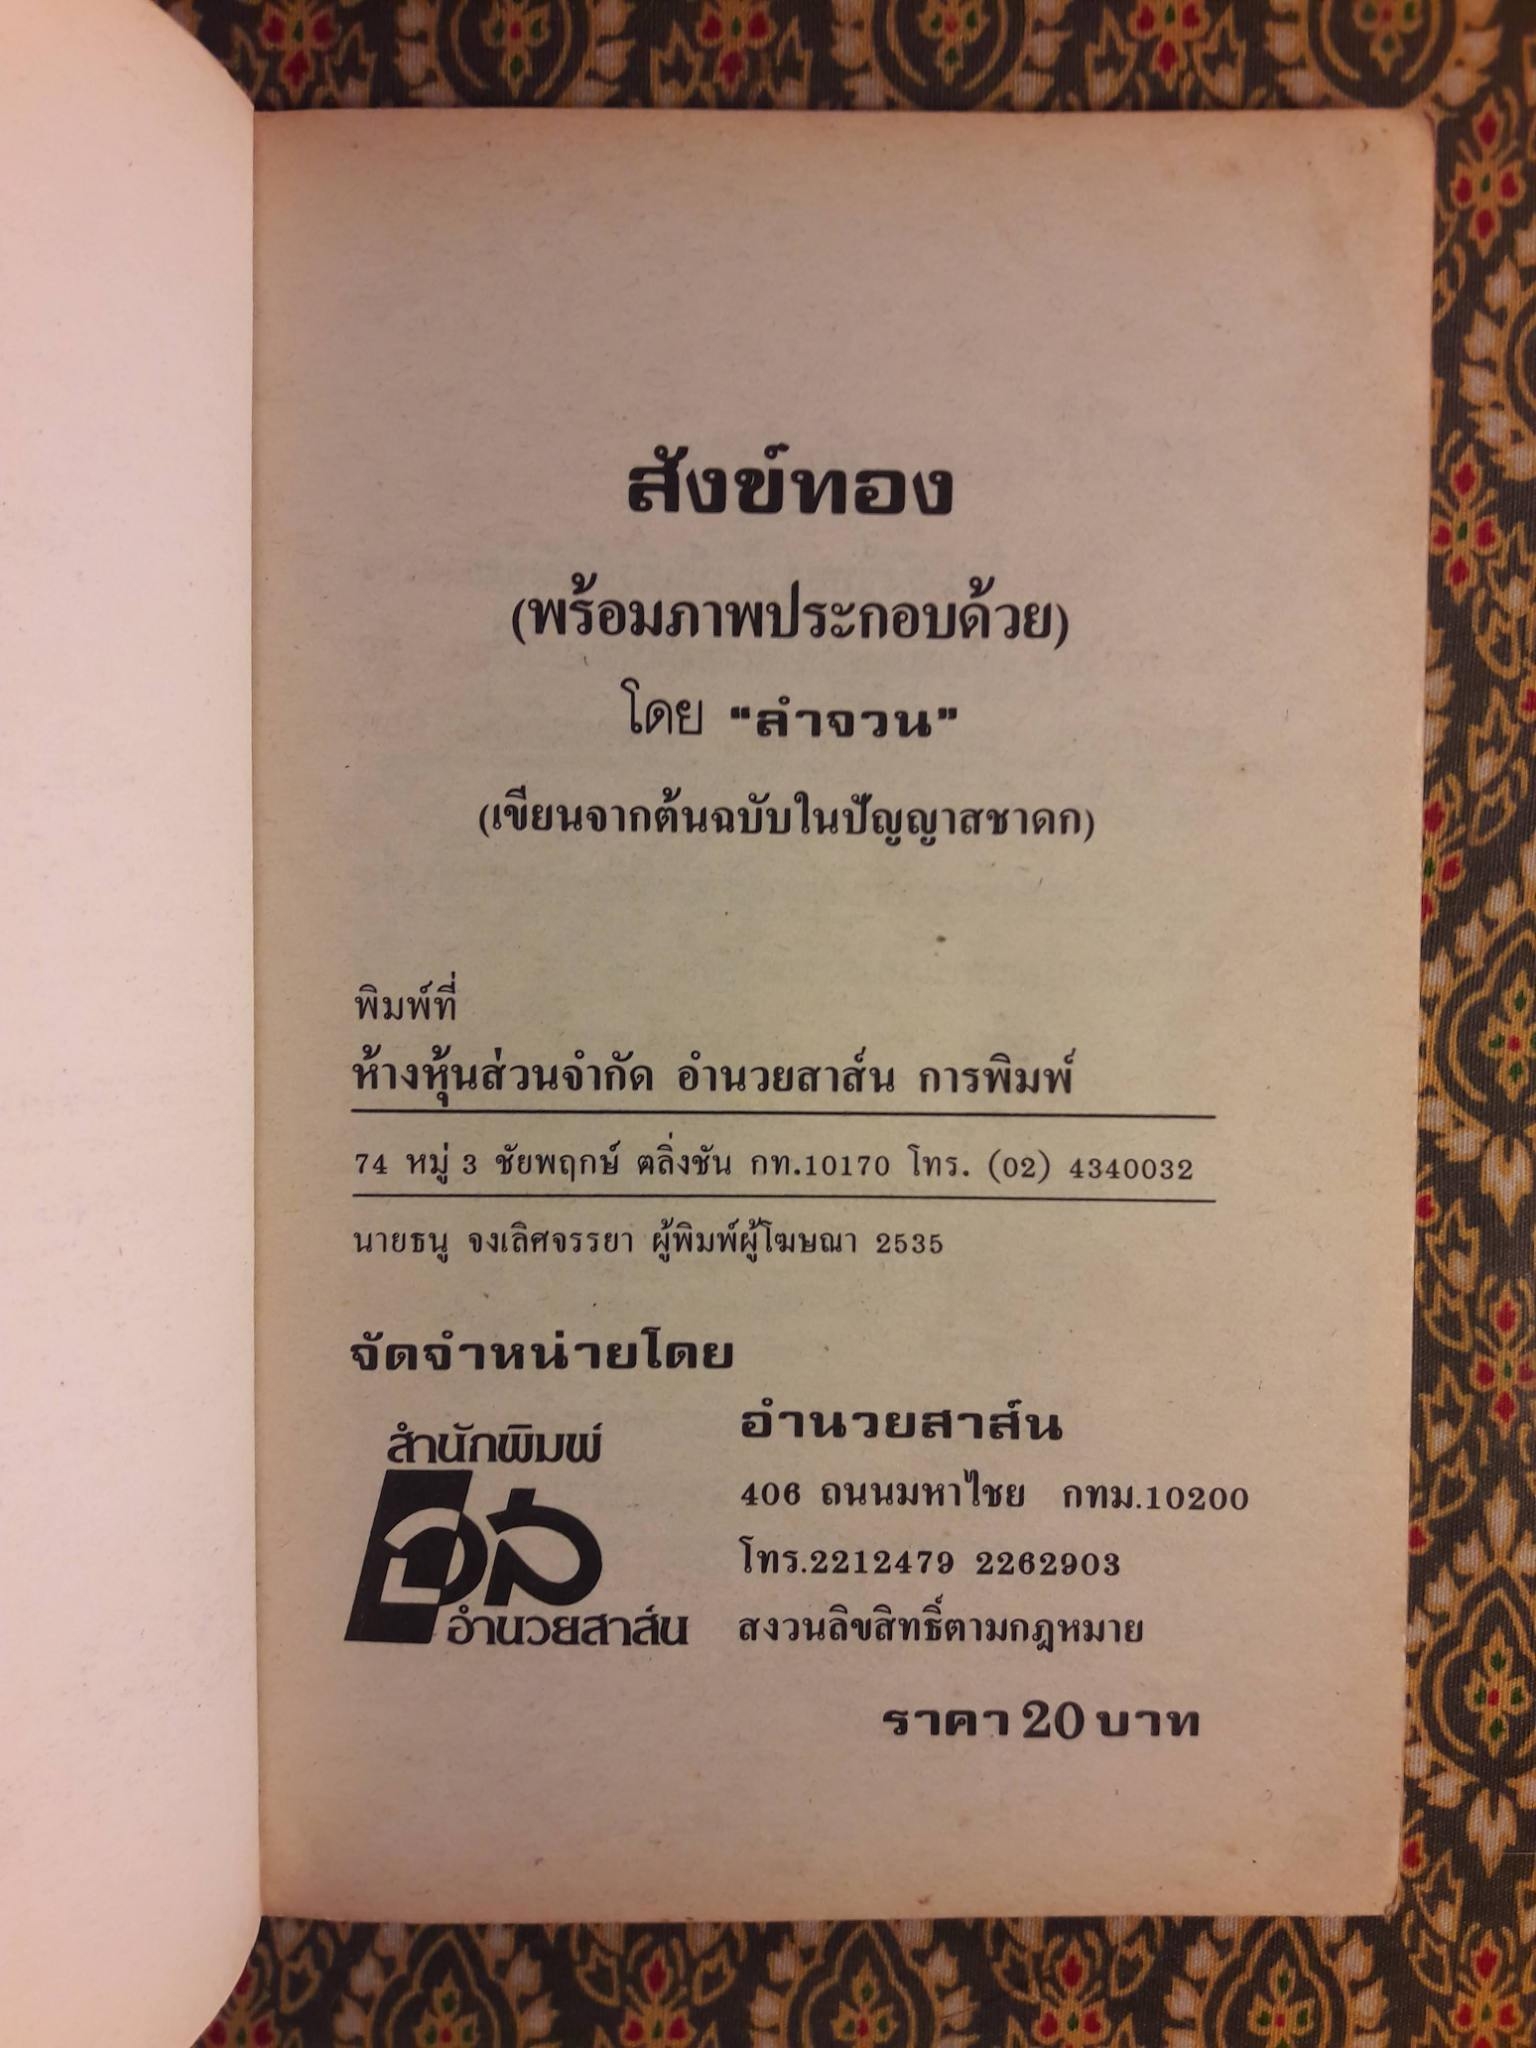 สังข์ทอง
(พร้อมภาพประกอบด้วย)
โดย "ลำจวน"
(เขียนจากต้นฉบับในปัญญาสชาดก)
พิมพ์ที่
ห้างหุ้นส่วนจำกัด อำนวยสาส์น การพิมพ์
74 หมู่ 3 ชัยพฤกษ์ ตลิ่งชัน กท.10170 โทร. (02) 4340032
นายธนู จงเลิศจรรยา ผู้พิมพ์ผู้โฆษณา 2535
จัดจำหน่ายโดย
สำนักพิมพ์
อส
อำนวยสาส์น
อำนวยสาส์น
406 ถนนมหาไชย กทม.10200
โทร.2212479 2262903
สงวนลิขสิทธิ์ตามกฎหมาย
ราคา 20 บาท